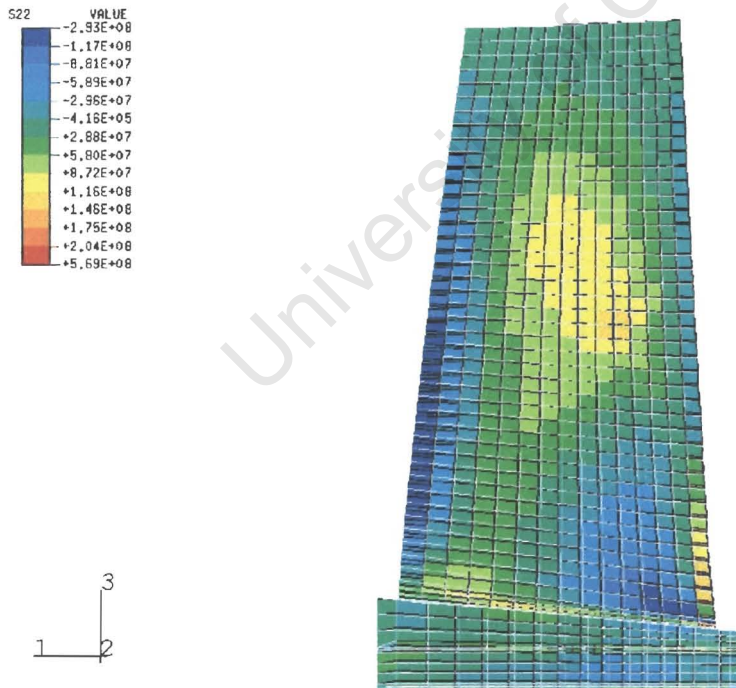 S22 VALUE
-2.93E+08
-1.17E+08
-8.81E+07
-5.89E+07
-2.96E+07
-4.16E+05
+2.88E+07
+5.80E+07
+8.72E+07
+1.16E+08
+1.46E+08
+1.75E+08
+2.04E+08
+5.69E+08
University of C
3
1 2